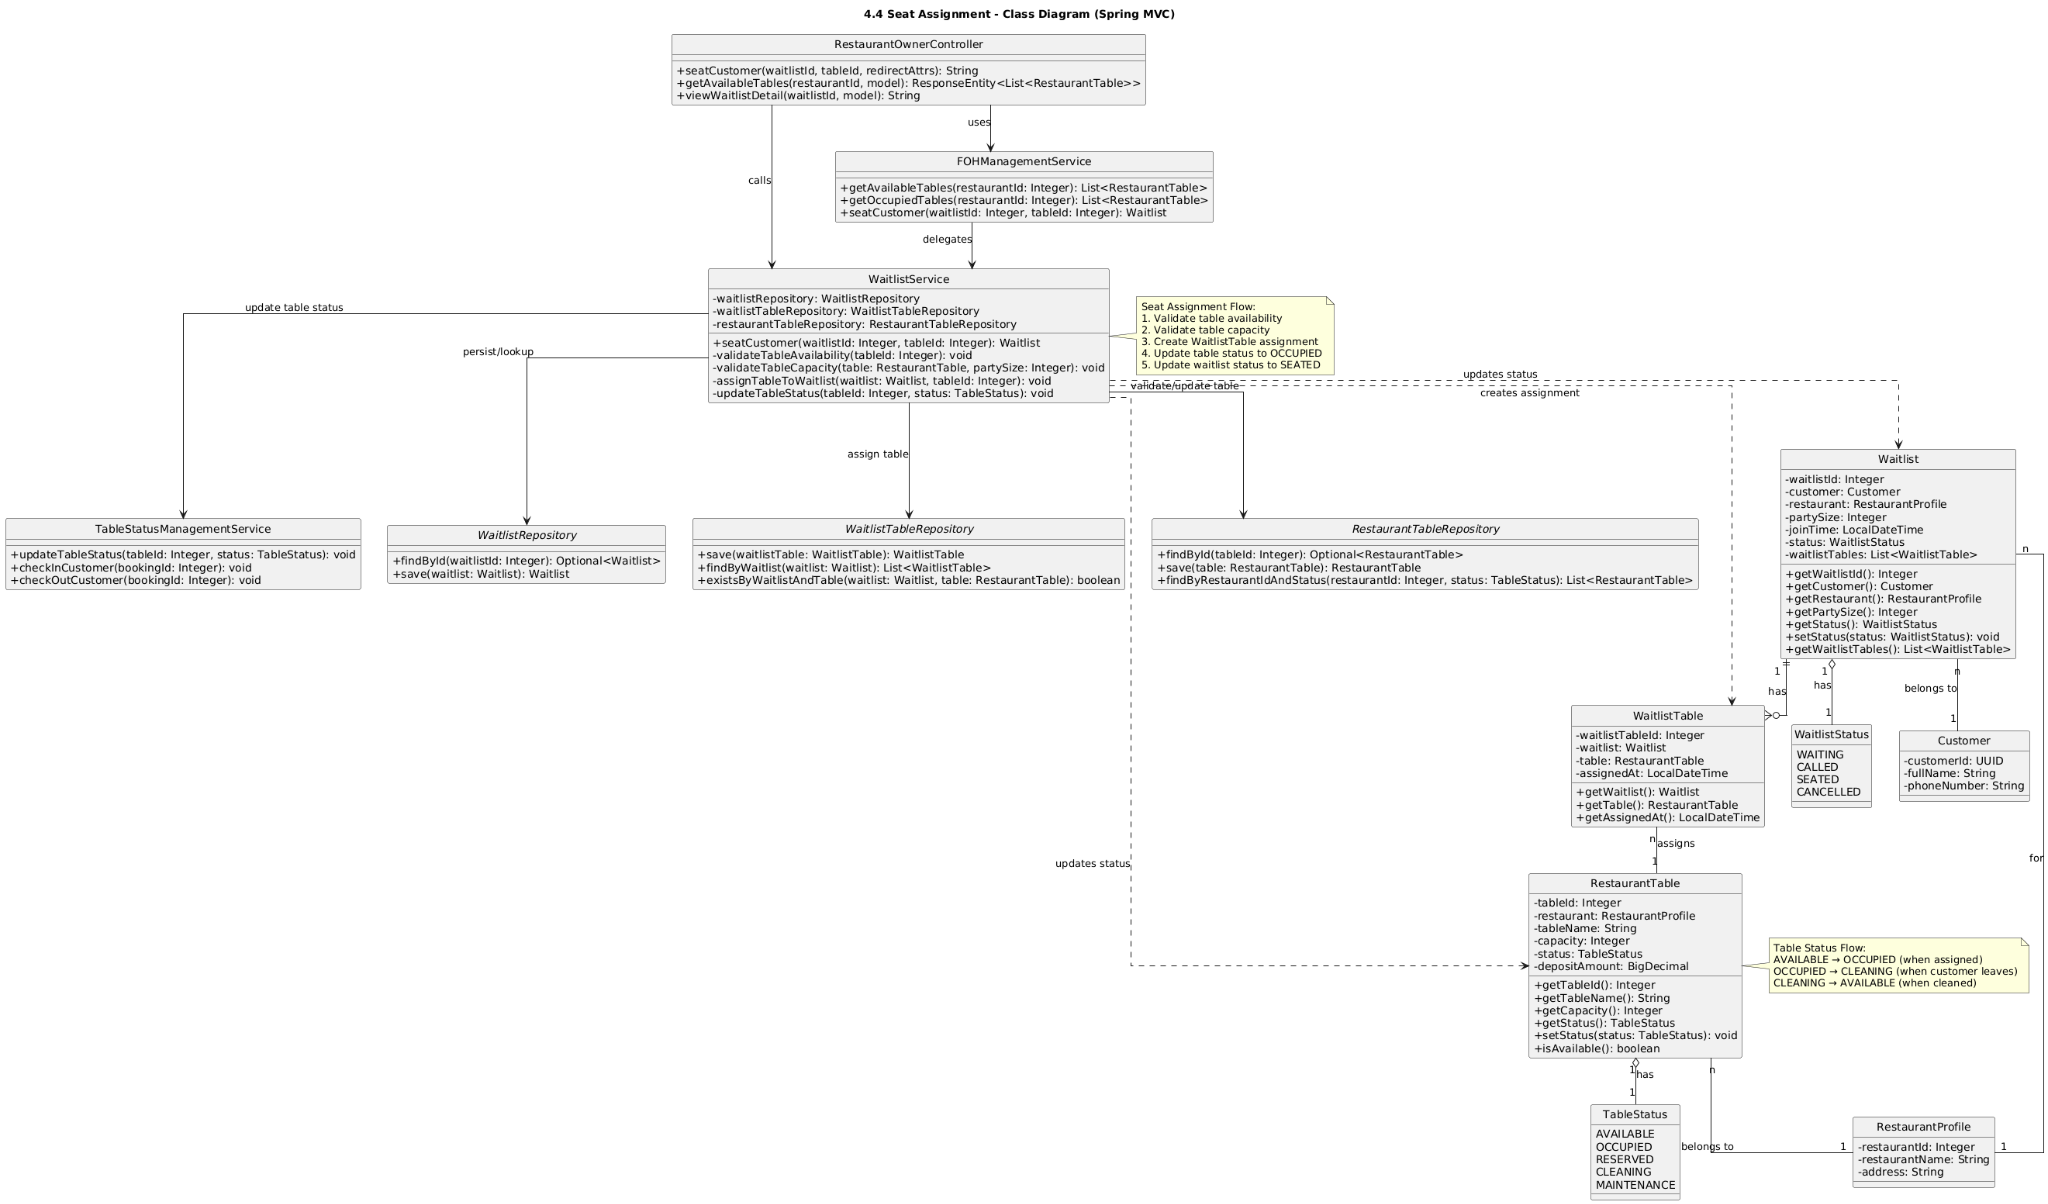 4.4 Seat Assignment - Class Diagram (Spring MVC)
RestaurantOwnerController
+seatCustomer(waitlistId, tableId, redirectAttrs): String
+getAvailableTables(restaurantId, model): ResponseEntity<List<RestaurantTable>>
+viewWaitlistDetail(waitlistId, model): String
uses
calls
FOHManagementService
+getAvailableTables(restaurantId: Integer): List<RestaurantTable>
+getOccupiedTables(restaurantId: Integer): List<RestaurantTable>
+seatCustomer(waitlistId: Integer, tableId: Integer): Waitlist
delegates
WaitlistService
-waitlistRepository: WaitlistRepository
-waitlistTableRepository: WaitlistTableRepository
-restaurantTableRepository: RestaurantTableRepository
+seatCustomer(waitlistId: Integer, tableId: Integer): Waitlist
-validateTableAvailability(tableId: Integer): void
-validateTableCapacity(table: RestaurantTable, partySize: Integer): void
-assignTableToWaitlist(waitlist: Waitlist, tableId: Integer): void
-updateTableStatus(tableId: Integer, status: TableStatus): void
Seat Assignment Flow:
1. Validate table availability
2. Validate table capacity
3. Create WaitlistTable assignment
4. Update table status to OCCUPIED
5. Update waitlist status to SEATED
update table status
persist/lookup
assign table
validate/update table
updates status
creates assignment
updates status
TableStatusManagementService
+updateTableStatus(tableId: Integer, status: TableStatus): void
+checkInCustomer(bookingId: Integer): void
+checkOutCustomer(bookingId: Integer): void
WaitlistRepository
+findById(waitlistId: Integer): Optional<Waitlist>
+save(waitlist: Waitlist): Waitlist
WaitlistTableRepository
+save(waitlistTable: WaitlistTable): WaitlistTable
+findByWaitlist(waitlist: Waitlist): List<WaitlistTable>
+existsByWaitlistAndTable(waitlist: Waitlist, table: RestaurantTable): boolean
RestaurantTableRepository
+findById(tableId: Integer): Optional<RestaurantTable>
+save(table: RestaurantTable): RestaurantTable
+findByRestaurantIdAndStatus(restaurantId: Integer, status: TableStatus): List<RestaurantTable>
Waitlist
-waitlistId: Integer
-customer: Customer
-restaurant: RestaurantProfile
-partySize: Integer
-joinTime: LocalDateTime
-status: WaitlistStatus
-waitlistTables: List<WaitlistTable>
+getWaitlistId(): Integer
+getCustomer(): Customer
+getRestaurant(): RestaurantProfile
+getPartySize(): Integer
+getStatus(): WaitlistStatus
+setStatus(status: WaitlistStatus): void
+getWaitlistTables(): List<WaitlistTable>
n
1
has
1
has
1
n
belongs to
1
for
WaitlistTable
-waitlistTableId: Integer
-waitlist: Waitlist
-table: RestaurantTable
-assignedAt: LocalDateTime
+getWaitlist(): Waitlist
+getTable(): RestaurantTable
+getAssignedAt(): LocalDateTime
WaitlistStatus
WAITING
CALLED
SEATED
CANCELLED
Customer
-customerId: UUID
-fullName: String
-phoneNumber: String
n
assigns
1
RestaurantTable
-tableId: Integer
-restaurant: RestaurantProfile
-tableName: String
-capacity: Integer
-status: TableStatus
-depositAmount: BigDecimal
+getTableId(): Integer
+getTableName(): String
+getCapacity(): Integer
+getStatus(): TableStatus
+setStatus(status: TableStatus): void
+isAvailable(): boolean
Table Status Flow:
AVAILABLE → OCCUPIED (when assigned)
OCCUPIED → CLEANING (when customer leaves)
CLEANING → AVAILABLE (when cleaned)
1
has
1
n
belongs to
1
1
TableStatus
AVAILABLE
OCCUPIED
RESERVED
CLEANING
MAINTENANCE
RestaurantProfile
-restaurantId: Integer
-restaurantName: String
-address: String